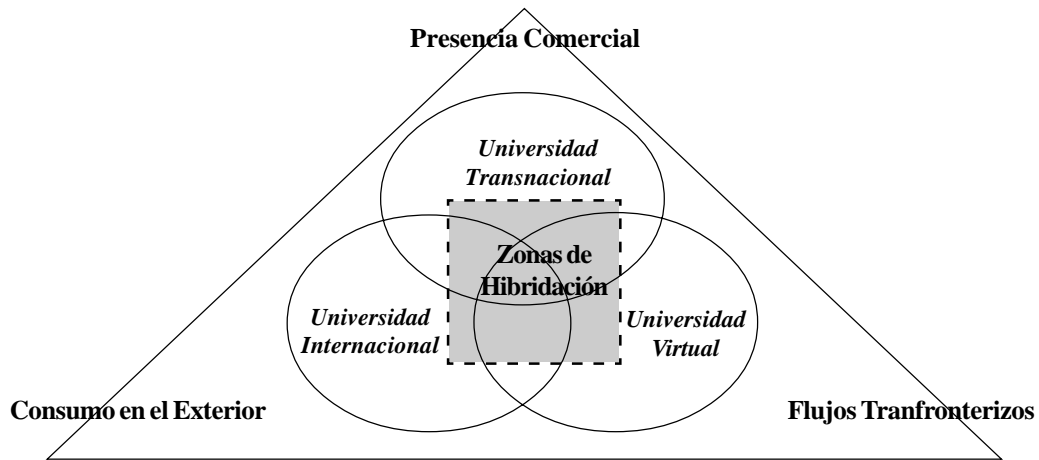 Presencia Comercial
Universidad
Transnacional
Zonas de
Hibridación
Universidad
Internacional
Universidad
Virtual
Consumo en el Exterior
Flujos Tranfronterizos